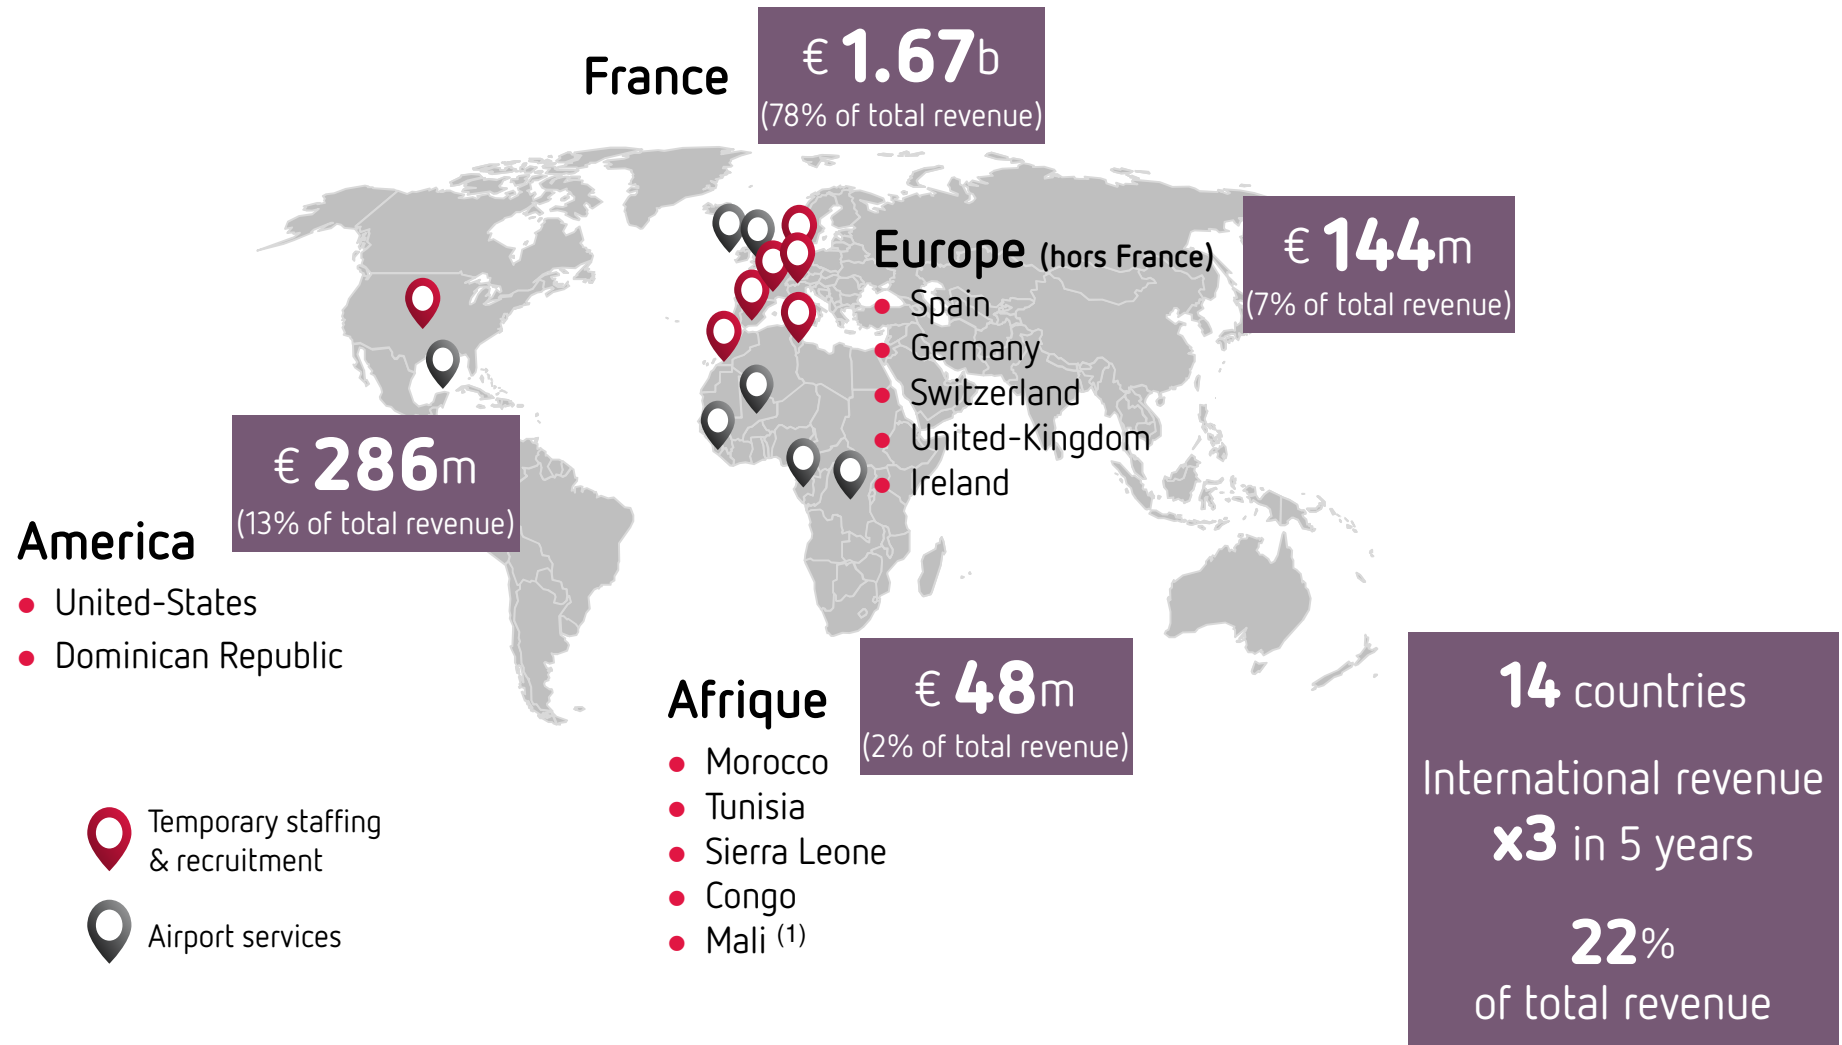 France
€ 1.67b
(78% of total revenue)
Europe (hors France)
€ 144m
(7% of total revenue)
Spain
Germany
Switzerland
United-Kingdom
Ireland
€ 286m
(13% of total revenue)
America
United-States
Dominican Republic
Afrique
€ 48m
(2% of total revenue)
Morocco
Tunisia
Sierra Leone
Congo
Mali (1)
Temporary staffing
& recruitment
Airport services
14 countries
International revenue
x3 in 5 years
22%
of total revenue